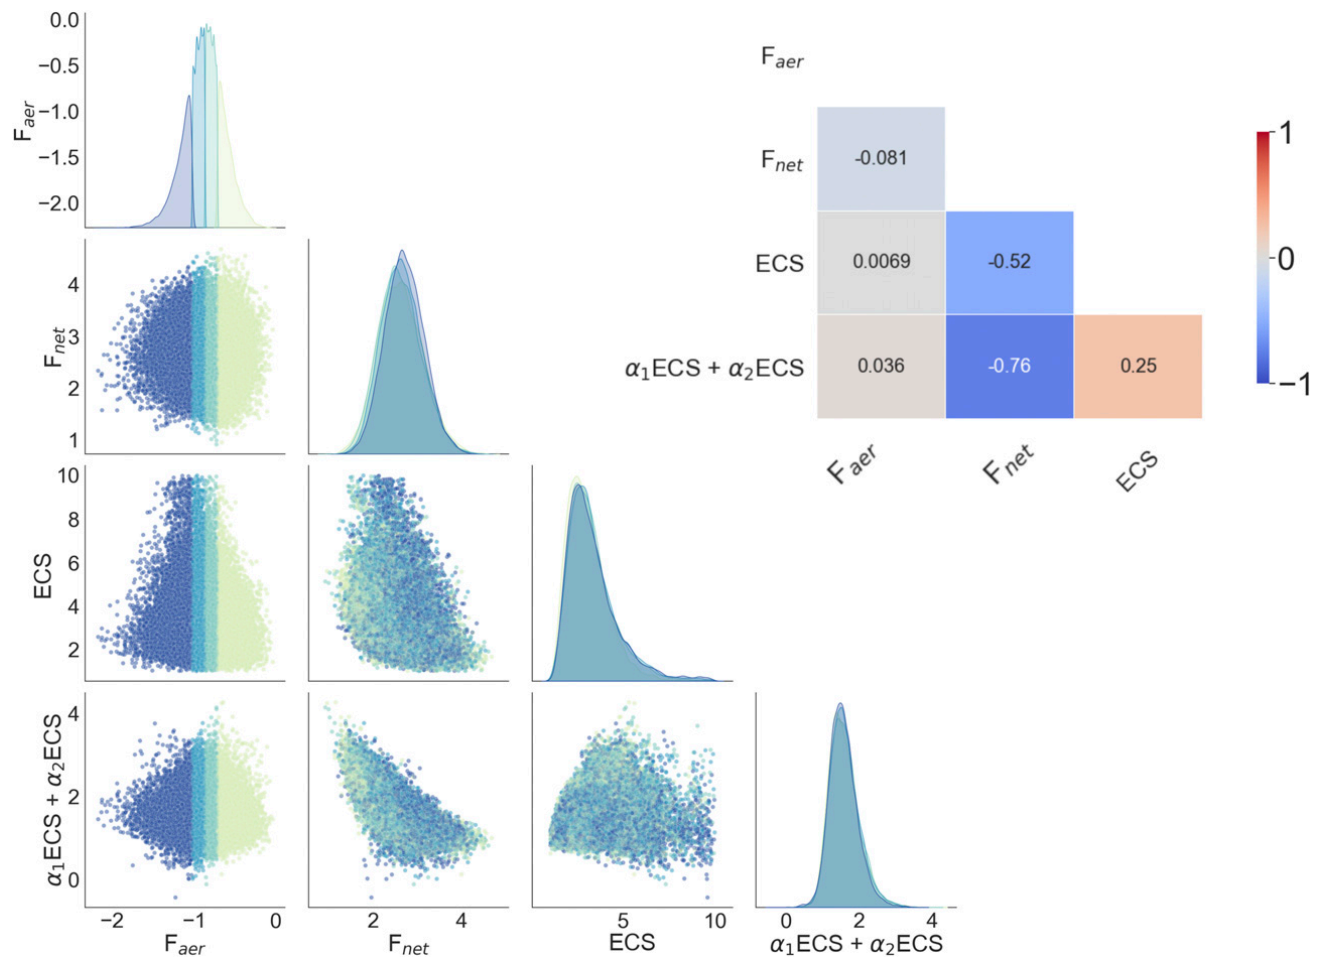 0.0
−0.5
−1.0
−1.5
−2.0
F_aer
F_aer
F_net
ECS
α₁ECS + α₂ECS
-0.081
0.0069
-0.52
0.036
-0.76
0.25
F_aer
F_net
ECS
1
0
−1
4
3
2
1
F_net
10
8
6
4
2
ECS
4
2
0
α₁ECS + α₂ECS
−2
−1
0
F_aer
2
4
F_net
5
10
ECS
0
2
4
α₁ECS + α₂ECS